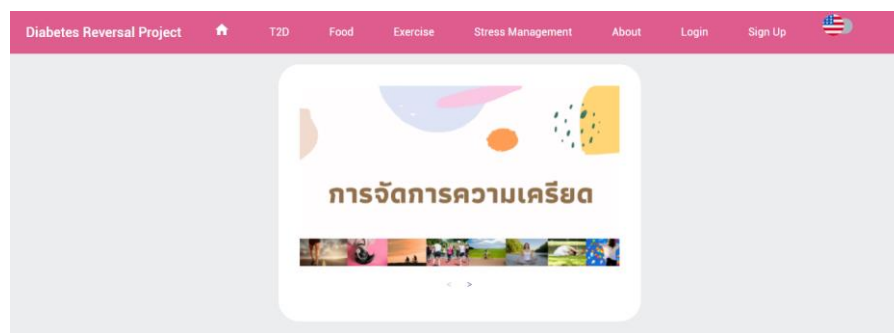 Diabetes Reversal Project T2D Food Exercise Stress Management About Login Sign Up
การจัดการความเครียด
< >